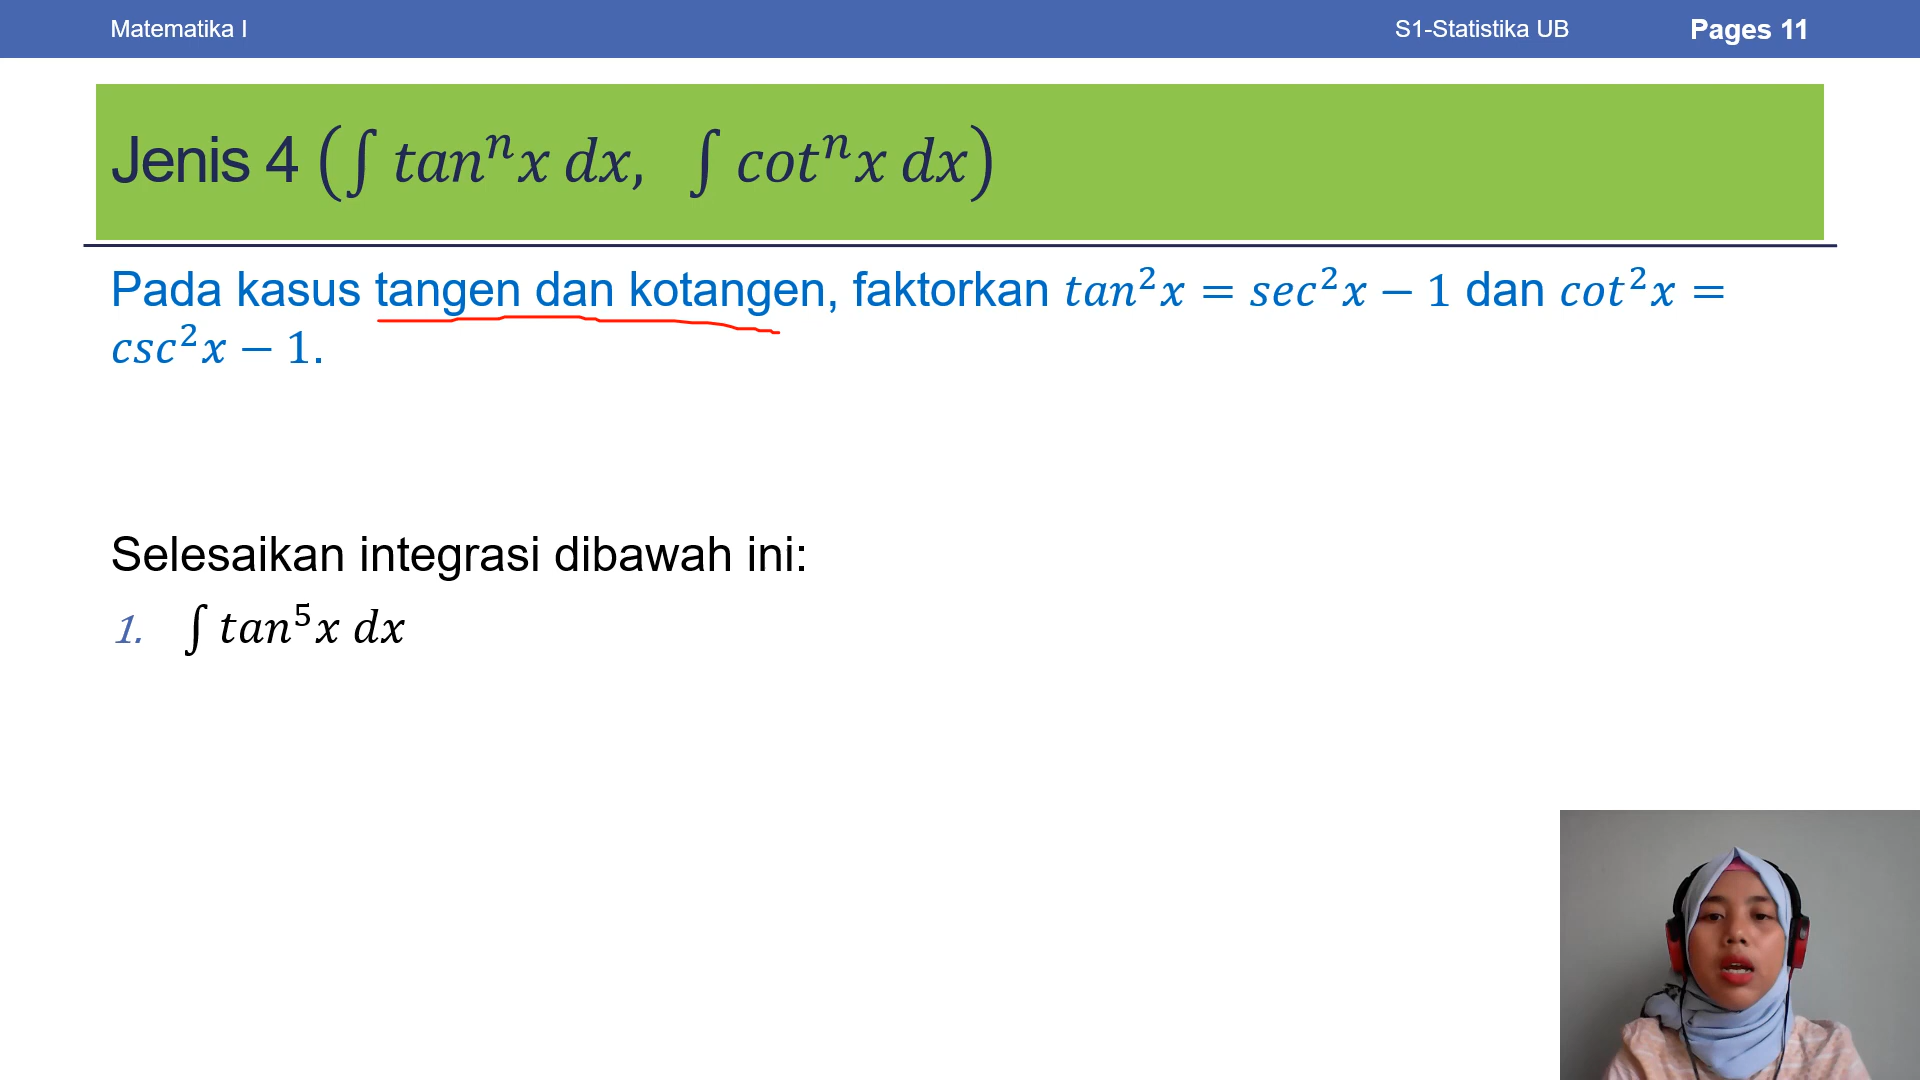 Matematika I S1-Statistika UB Pages 11
Jenis 4 (∫ tanⁿx dx, ∫ cotⁿx dx)
Pada kasus tangen dan kotangen, faktorkan tan²x = sec²x − 1 dan cot²x =
csc²x − 1.
Selesaikan integrasi dibawah ini:
1. ∫ tan⁵x dx